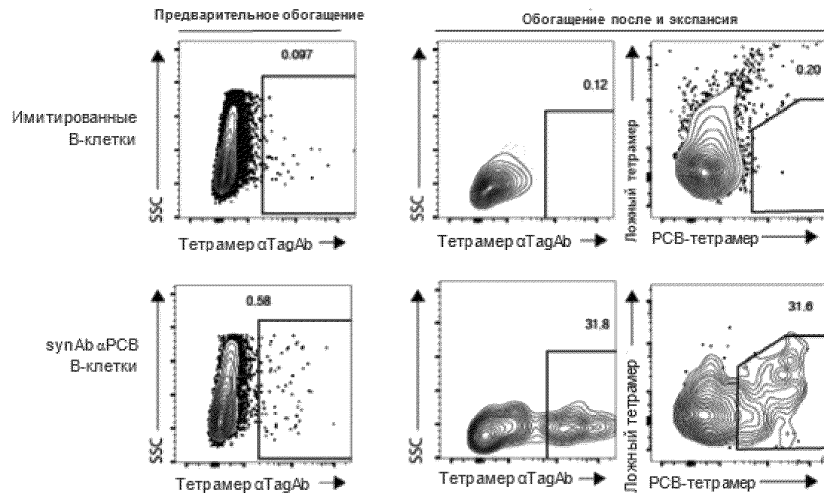 Предварительное обогащение
Обогащение после и экспансия
0.097
0.12
0.20
Имитированные
В-клетки
SSC
SSC
Ложный тетрамер
Тетрамер αTagAb
Тетрамер αTagAb
PCB-тетрамер
0.58
31.8
31.6
synAb αPCB
В-клетки
SSC
SSC
Ложный тетрамер
Тетрамер αTagAb
Тетрамер αTagAb
PCB-тетрамер